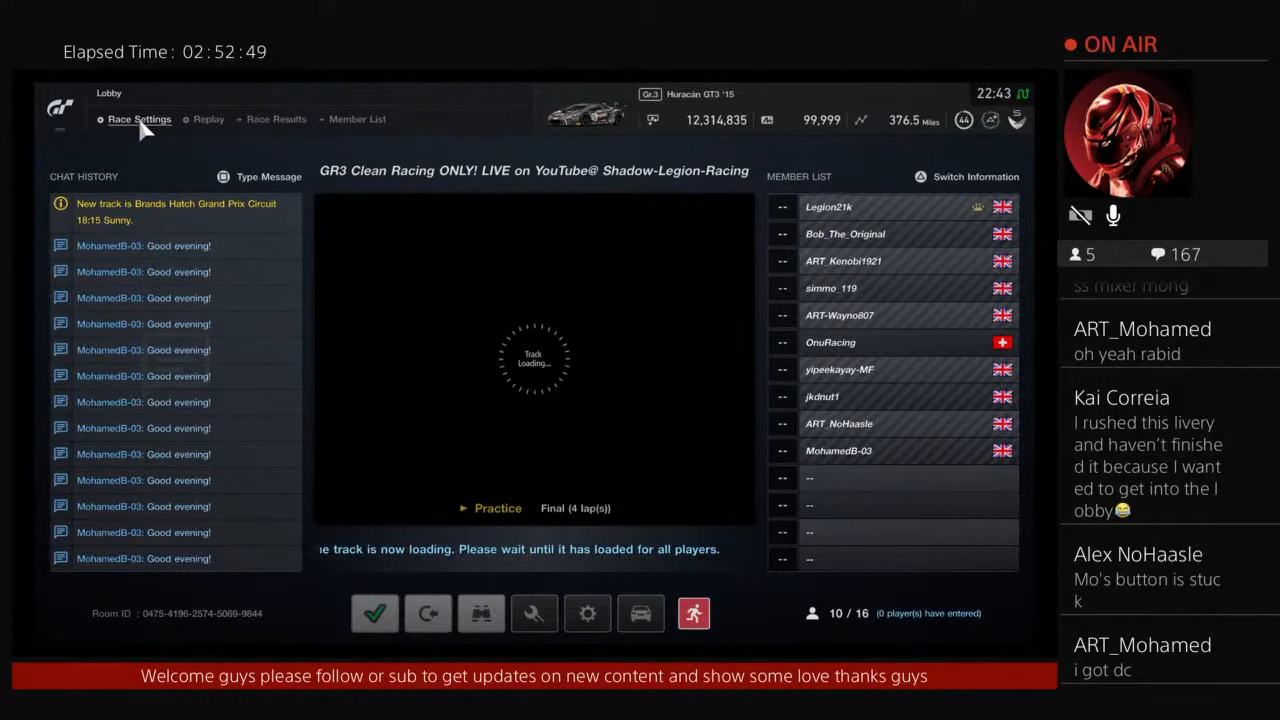 Elapsed Time: 02:52:49
ON AIR
Lobby
Race Settings Replay Race Results Member List
Gr.3 Huracán GT3 '15
12,314,835 99,999 376.5 Miles 44 A+ S
22:43
CHAT HISTORY Type Message
GR3 Clean Racing ONLY! LIVE on YouTube@ Shadow-Legion-Racing
MEMBER LIST Switch Information
New track is Brands Hatch Grand Prix Circuit
18:15 Sunny.
MohamedB-03: Good evening!
MohamedB-03: Good evening!
MohamedB-03: Good evening!
MohamedB-03: Good evening!
MohamedB-03: Good evening!
MohamedB-03: Good evening!
MohamedB-03: Good evening!
MohamedB-03: Good evening!
MohamedB-03: Good evening!
MohamedB-03: Good evening!
MohamedB-03: Good evening!
MohamedB-03: Good evening!
MohamedB-03: Good evening!
Track
Loading...
Practice Final (4 lap(s))
e track is now loading. Please wait until it has loaded for all players.
-- Legion21k
-- Bob_The_Original
-- ART_Kenobi1921
-- simmo_119
-- ART-Wayno807
-- OnuRacing
-- yipeekayay-MF
-- jkdnut1
-- ART_NoHaasle
-- MohamedB-03
-- --
-- --
-- --
-- --
Room ID : 0475-4196-2574-5069-9844
10 / 16 (0 player(s) have entered)
5 167
ss mixer mong
ART_Mohamed
oh yeah rabid
Kai Correia
I rushed this livery
and haven't finishe
d it because I want
ed to get into the l
obby😂
Alex NoHaasle
Mo's button is stuc
k
ART_Mohamed
i got dc
Welcome guys please follow or sub to get updates on new content and show some love thanks guys